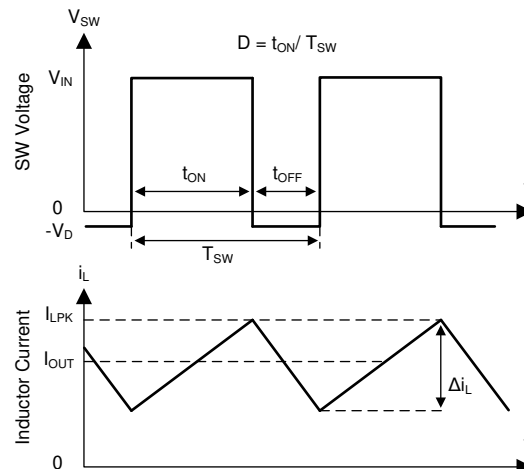 V_SW
D = t_ON / T_SW
V_IN
SW Voltage
t_ON
t_OFF
0
-V_D
T_SW
i_L
I_LPK
I_OUT
Inductor Current
Δi_L
0